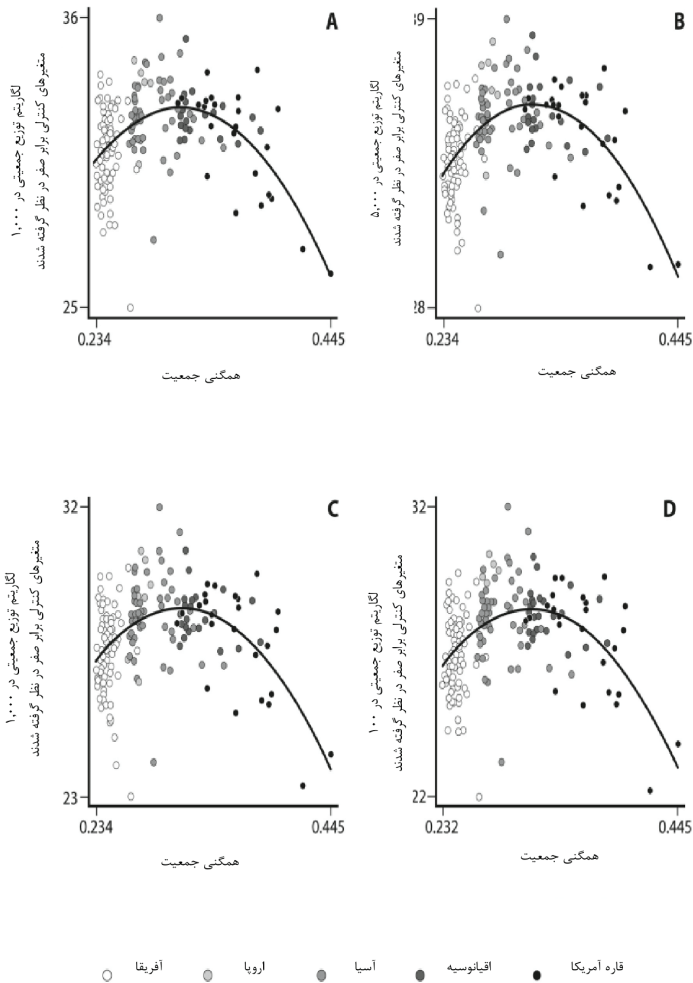 A
36
25
0.234
0.445
لگاریتم توزیع جمعیتی در ۱,۰۰۰
متغیرهای کنترلی برابر صفر در نظر گرفته شدند
همگنی جمعیت
B
39
28
0.234
0.445
لگاریتم توزیع جمعیتی در ۵,۰۰۰
متغیرهای کنترلی برابر صفر در نظر گرفته شدند
همگنی جمعیت
C
32
23
0.234
0.445
لگاریتم توزیع جمعیتی در ۱,۰۰۰
متغیرهای کنترلی برابر صفر در نظر گرفته شدند
همگنی جمعیت
D
32
22
0.232
0.445
لگاریتم توزیع جمعیتی در ۱۰۰
متغیرهای کنترلی برابر صفر در نظر گرفته شدند
همگنی جمعیت
آفریقا اروپا آسیا اقیانوسیه قاره آمریکا